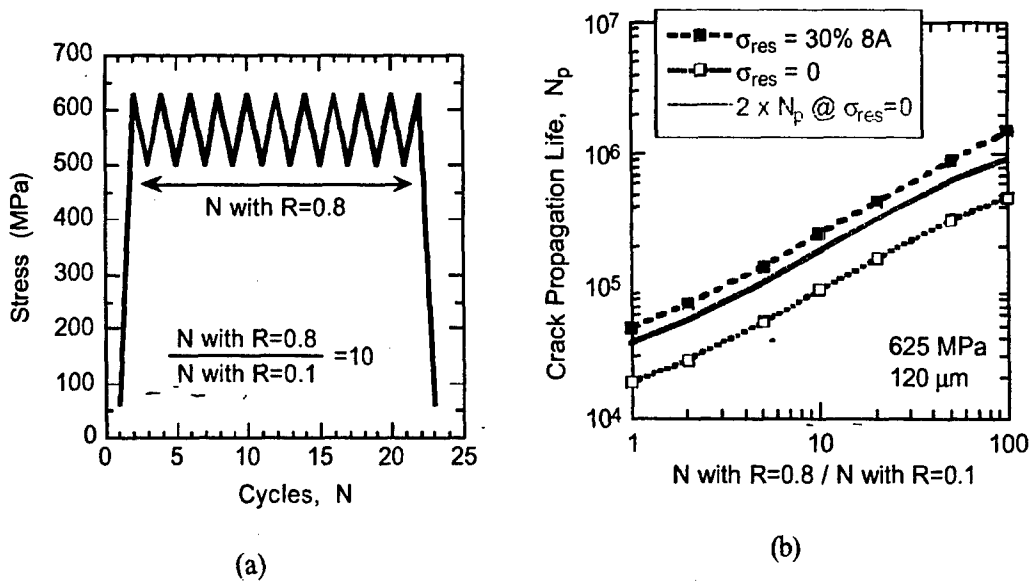 700
600
500
400
300
200
100
0
Stress (MPa)
N with R=0.8
N with R=0.8
N with R=0.1
=10
0
5
10
15
20
25
Cycles, N
(a)
10⁷
10⁶
10⁵
10⁴
Crack Propagation Life, Nₚ
σres = 30% 8A
σres = 0
2 x Nₚ @ σres=0
625 MPa
120 μm
1
10
100
N with R=0.8 / N with R=0.1
(b)